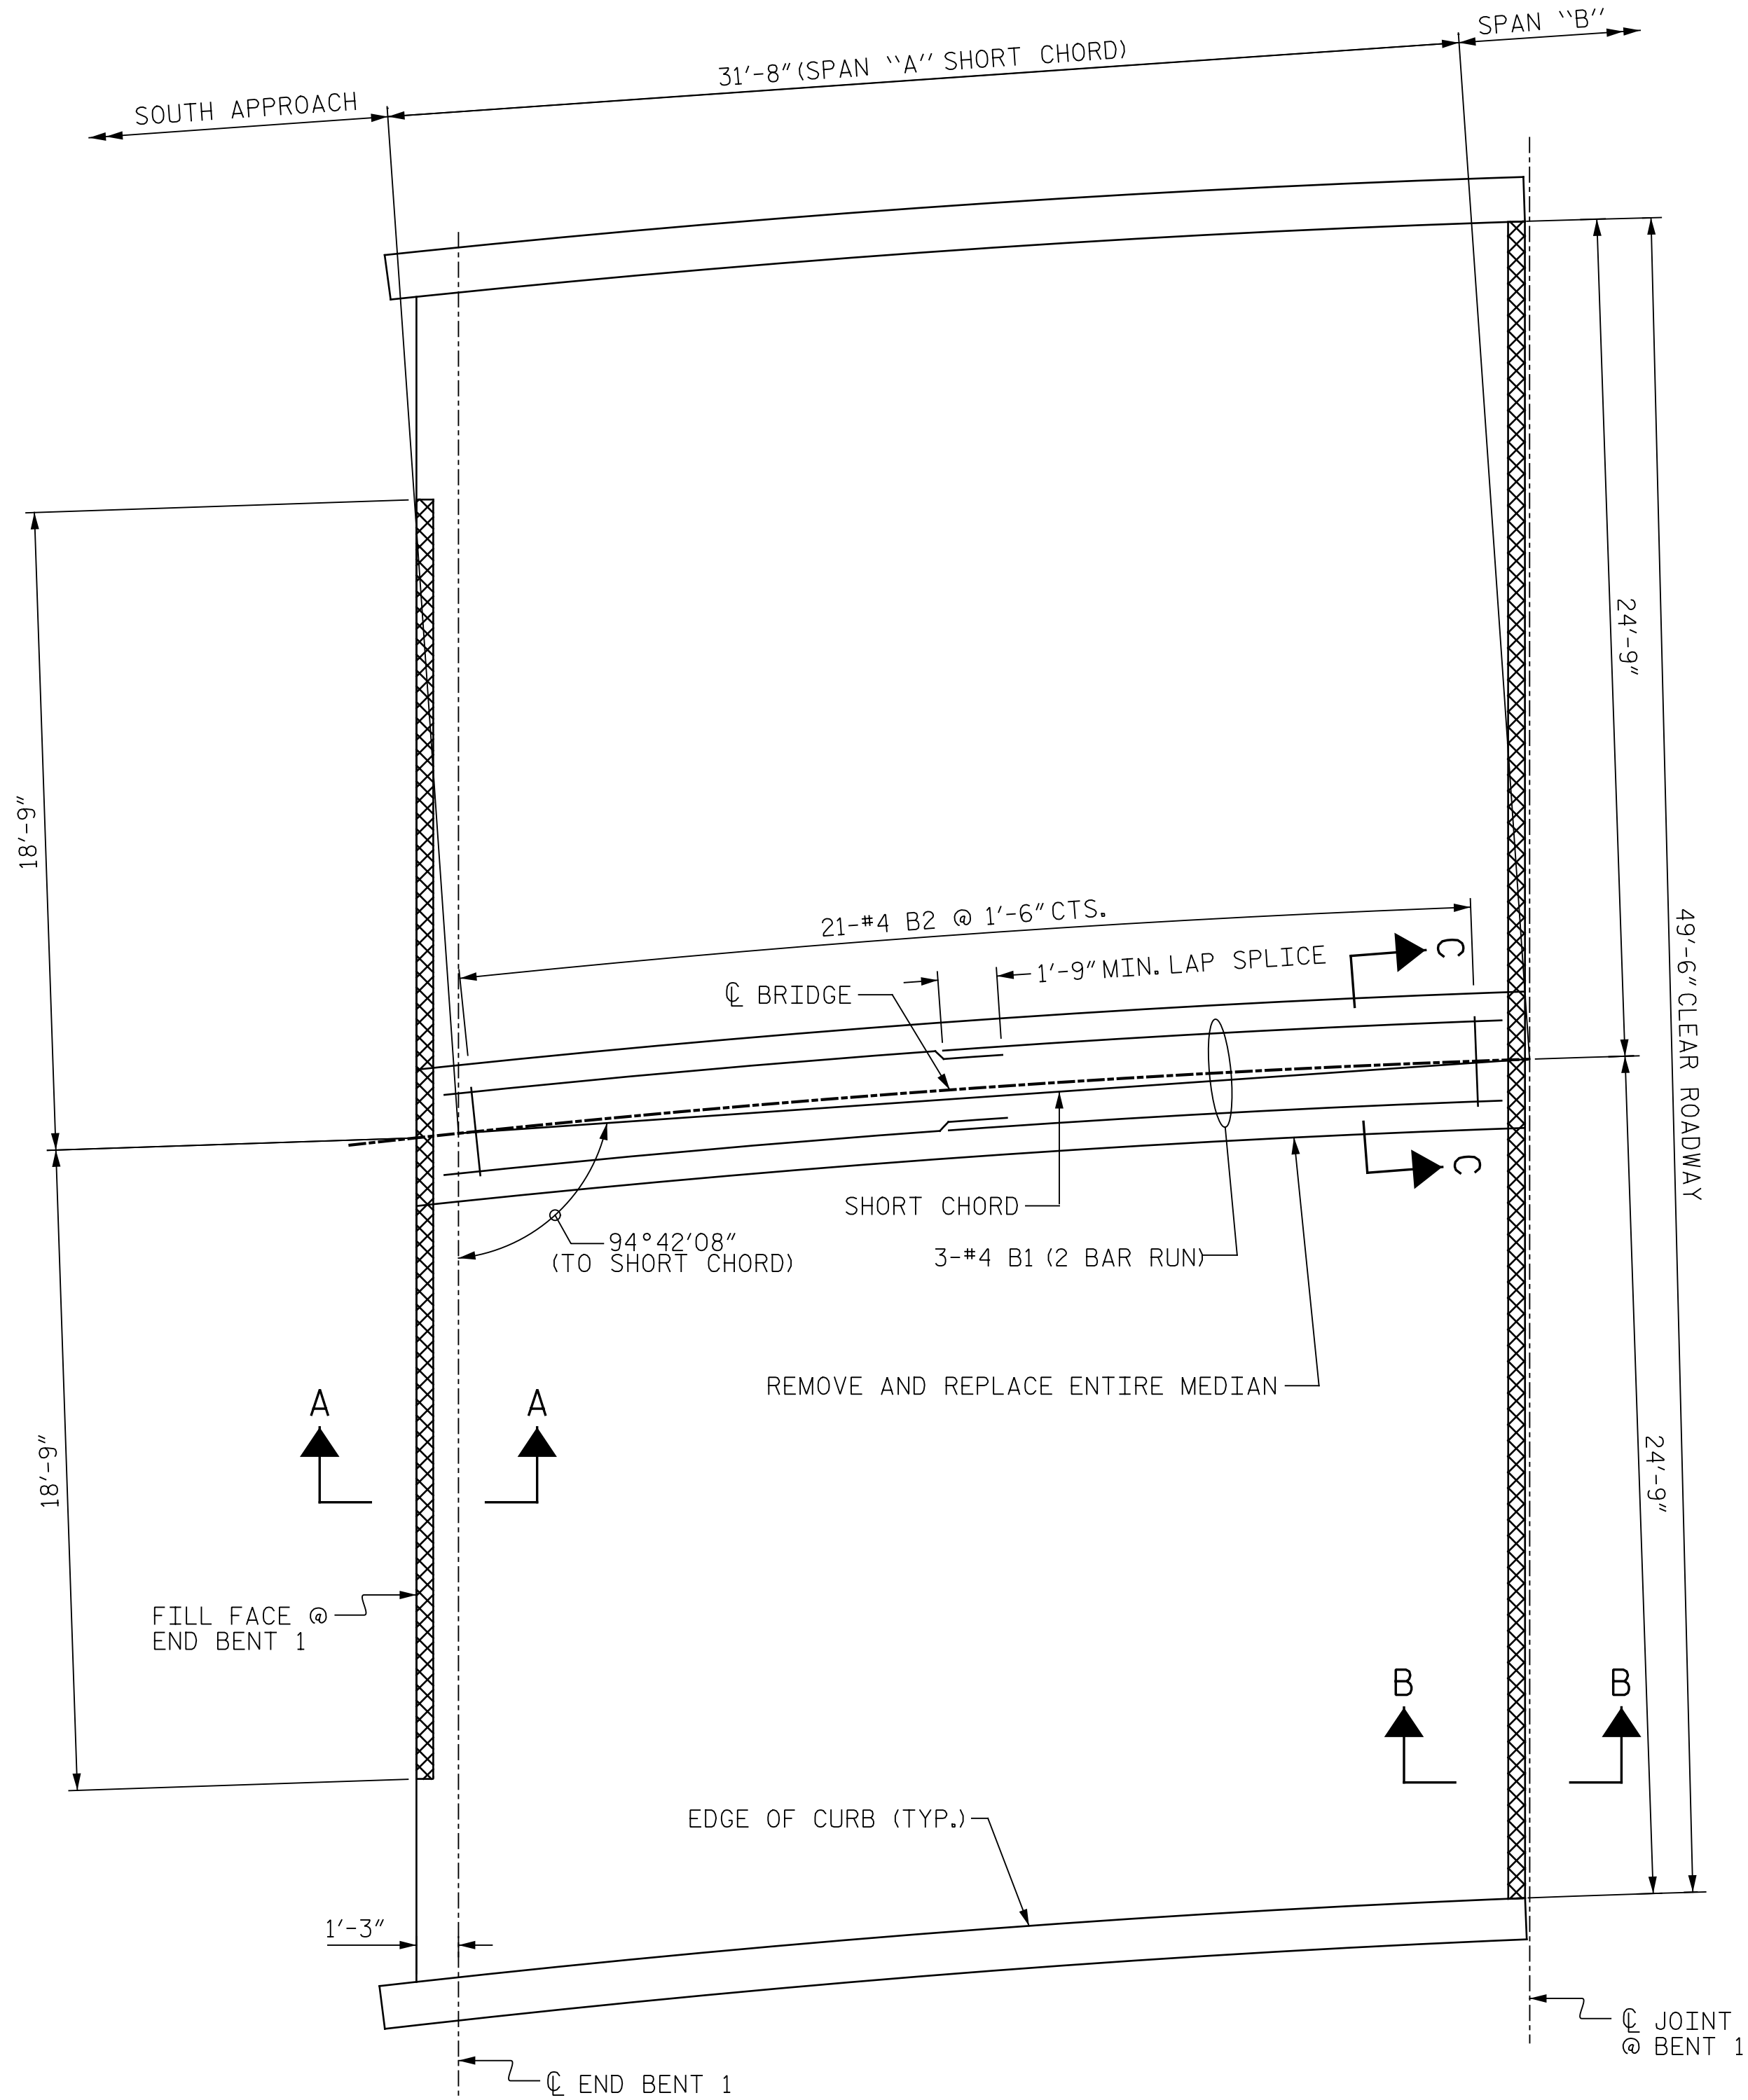 SPAN "B"
31'-8" (SPAN "A" SHORT CHORD)
SOUTH APPROACH
24'-9"
18'-9"
49'-6" CLEAR ROADWAY
21-#4 B2 @ 1'-6" CTS.
1'-9" MIN. LAP SPLICE
C
℄ BRIDGE
C
SHORT CHORD
94°42'08"
(TO SHORT CHORD)
3-#4 B1 (2 BAR RUN)
REMOVE AND REPLACE ENTIRE MEDIAN
A A
18'-9"
24'-9"
FILL FACE @
END BENT 1
B B
EDGE OF CURB (TYP.)
1'-3"
℄ JOINT
@ BENT 1
℄ END BENT 1